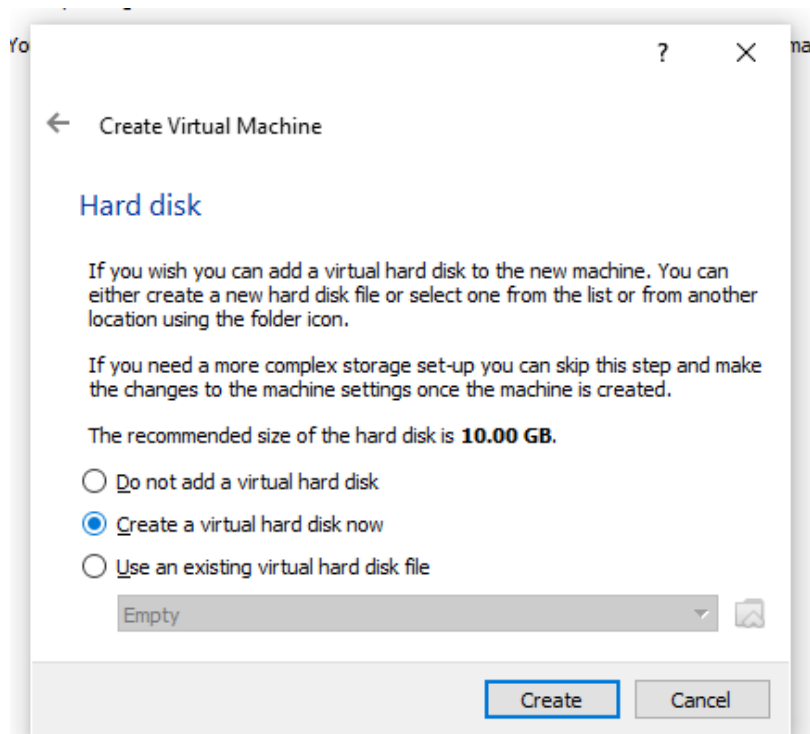 Yo
ma
?
Create Virtual Machine
Hard disk
If you wish you can add a virtual hard disk to the new machine. You can
either create a new hard disk file or select one from the list or from another
location using the folder icon.
If you need a more complex storage set-up you can skip this step and make
the changes to the machine settings once the machine is created.
The recommended size of the hard disk is 10.00 GB.
Do not add a virtual hard disk
Create a virtual hard disk now
Use an existing virtual hard disk file
Empty
Create Cancel